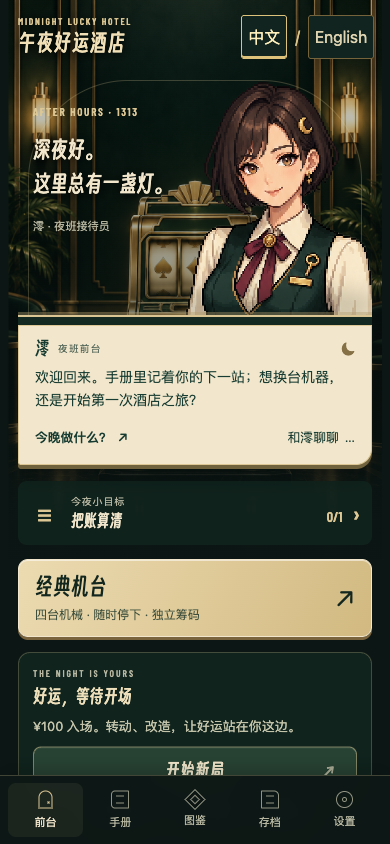 MIDNIGHT LUCKY HOTEL
午夜好运酒店
中文 / English
AFTER HOURS · 1313
深夜好。
这里总有一盏灯。
澪 · 夜班接待员
澪 夜班前台
欢迎回来。手册里记着你的下一站；想换台机器，
还是开始第一次酒店之旅？
今晚做什么？ ↗
和澪聊聊 …
今夜小目标
把账算清
0/1 ›
经典机台
四台机械 · 随时停下 · 独立筹码
THE NIGHT IS YOURS
好运，等待开场
¥100 入场。转动、改造，让好运站在你这边。
开始新局 ↗
前台
手册
图鉴
存档
设置